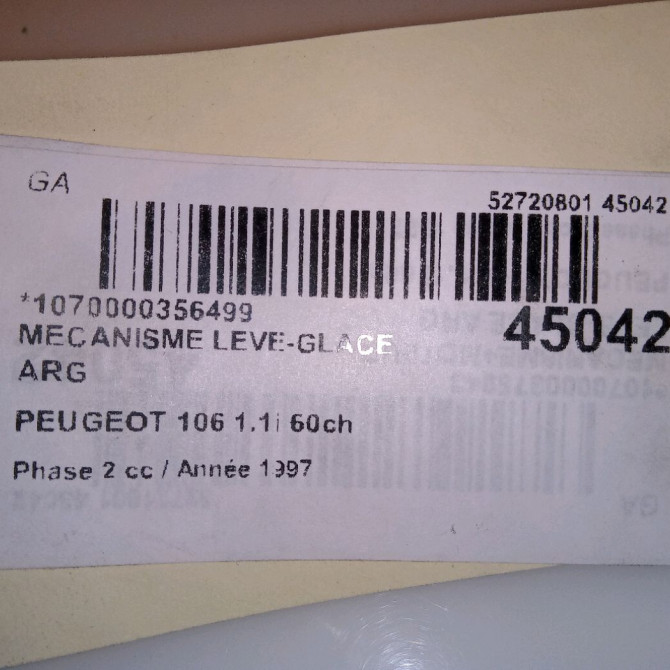 GA
52720801 45042
*1070000356499
45042
MECANISME LEVE-GLACE
ARG
PEUGEOT 106 1.1i 60ch
Phase 2 cc / Année 1997